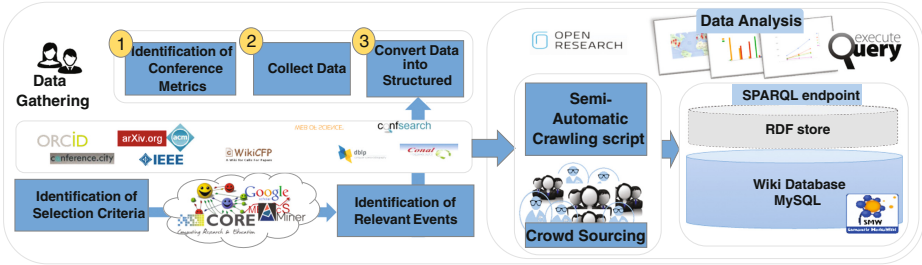 Data
Gathering
1
Identification of
Conference
Metrics
2
Collect Data
3
Convert Data
into
Structured
ORCID
arXiv.org
acm
conference.city
IEEE
WikiCFP
confsearch
dblp
Identification of
Selection Criteria
Google
CORE
Computing Research & Education
AMiner
Identification of
Relevant Events
OPEN
RESEARCH
Data Analysis
execute
Query
Semi-
Automatic
Crawling script
Crowd Sourcing
SPARQL endpoint
RDF store
Wiki Database
MySQL
SMW
Semantic MediaWiki